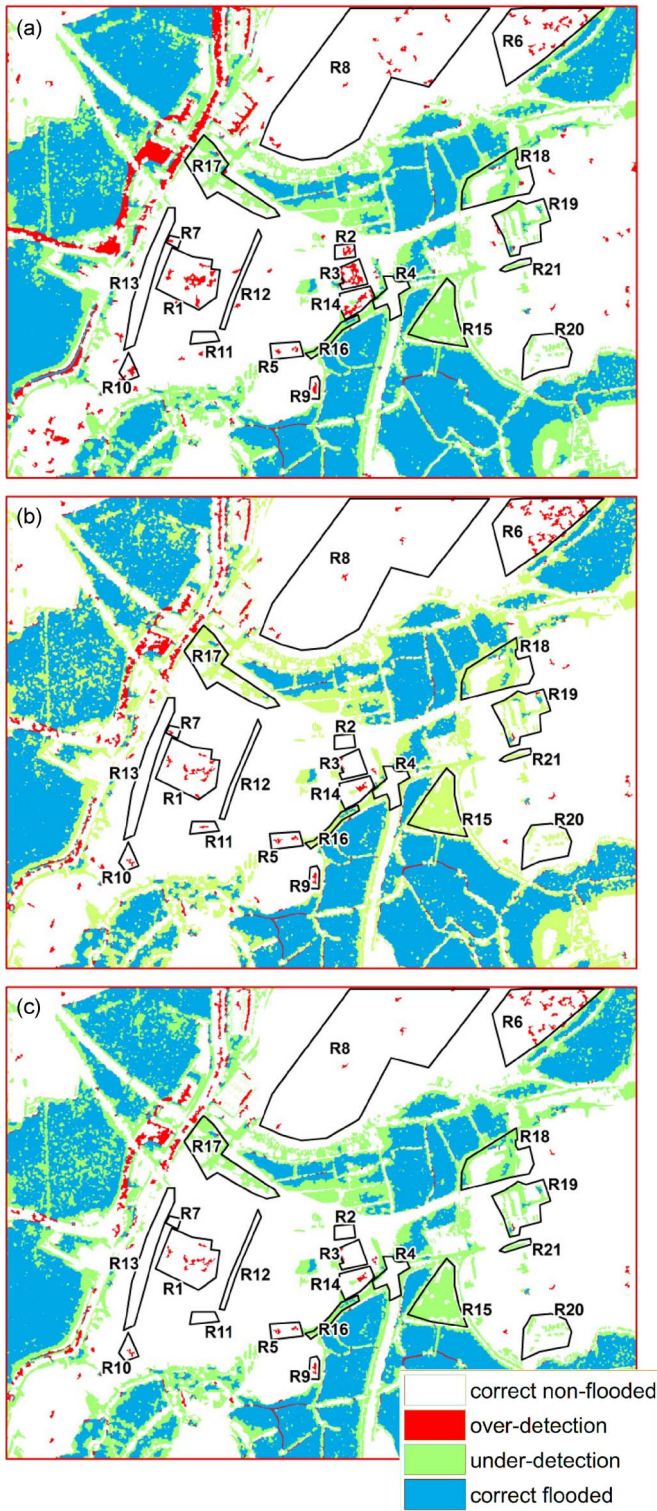 (a)
R6
R8
R18
R17
R19
R7
R2
R3
R4
R21
R13
R1
R12
R14
R11
R15
R20
R5
R16
R10
R9
(b)
R6
R8
R18
R17
R19
R7
R2
R3
R4
R21
R13
R1
R12
R14
R11
R15
R20
R5
R16
R10
R9
(c)
R6
R8
R18
R17
R19
R7
R2
R3
R4
R21
R13
R1
R12
R14
R11
R15
R20
R5
R16
R10
R9
correct non-flooded
over-detection
under-detection
correct flooded